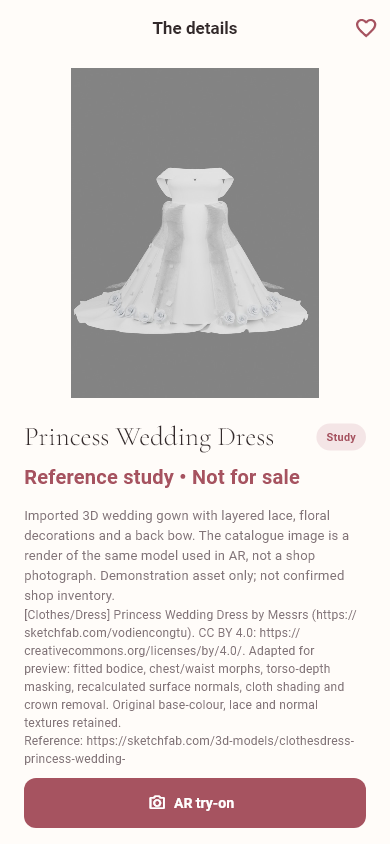 The details
Princess Wedding Dress
Study
Reference study • Not for sale
Imported 3D wedding gown with layered lace, floral
decorations and a back bow. The catalogue image is a
render of the same model used in AR, not a shop
photograph. Demonstration asset only; not confirmed
shop inventory.
[Clothes/Dress] Princess Wedding Dress by Messrs (https://
sketchfab.com/vodiencongtu). CC BY 4.0: https://
creativecommons.org/licenses/by/4.0/. Adapted for
preview: fitted bodice, chest/waist morphs, torso-depth
masking, recalculated surface normals, cloth shading and
crown removal. Original base-colour, lace and normal
textures retained.
Reference: https://sketchfab.com/3d-models/clothesdress-
princess-wedding-
AR try-on